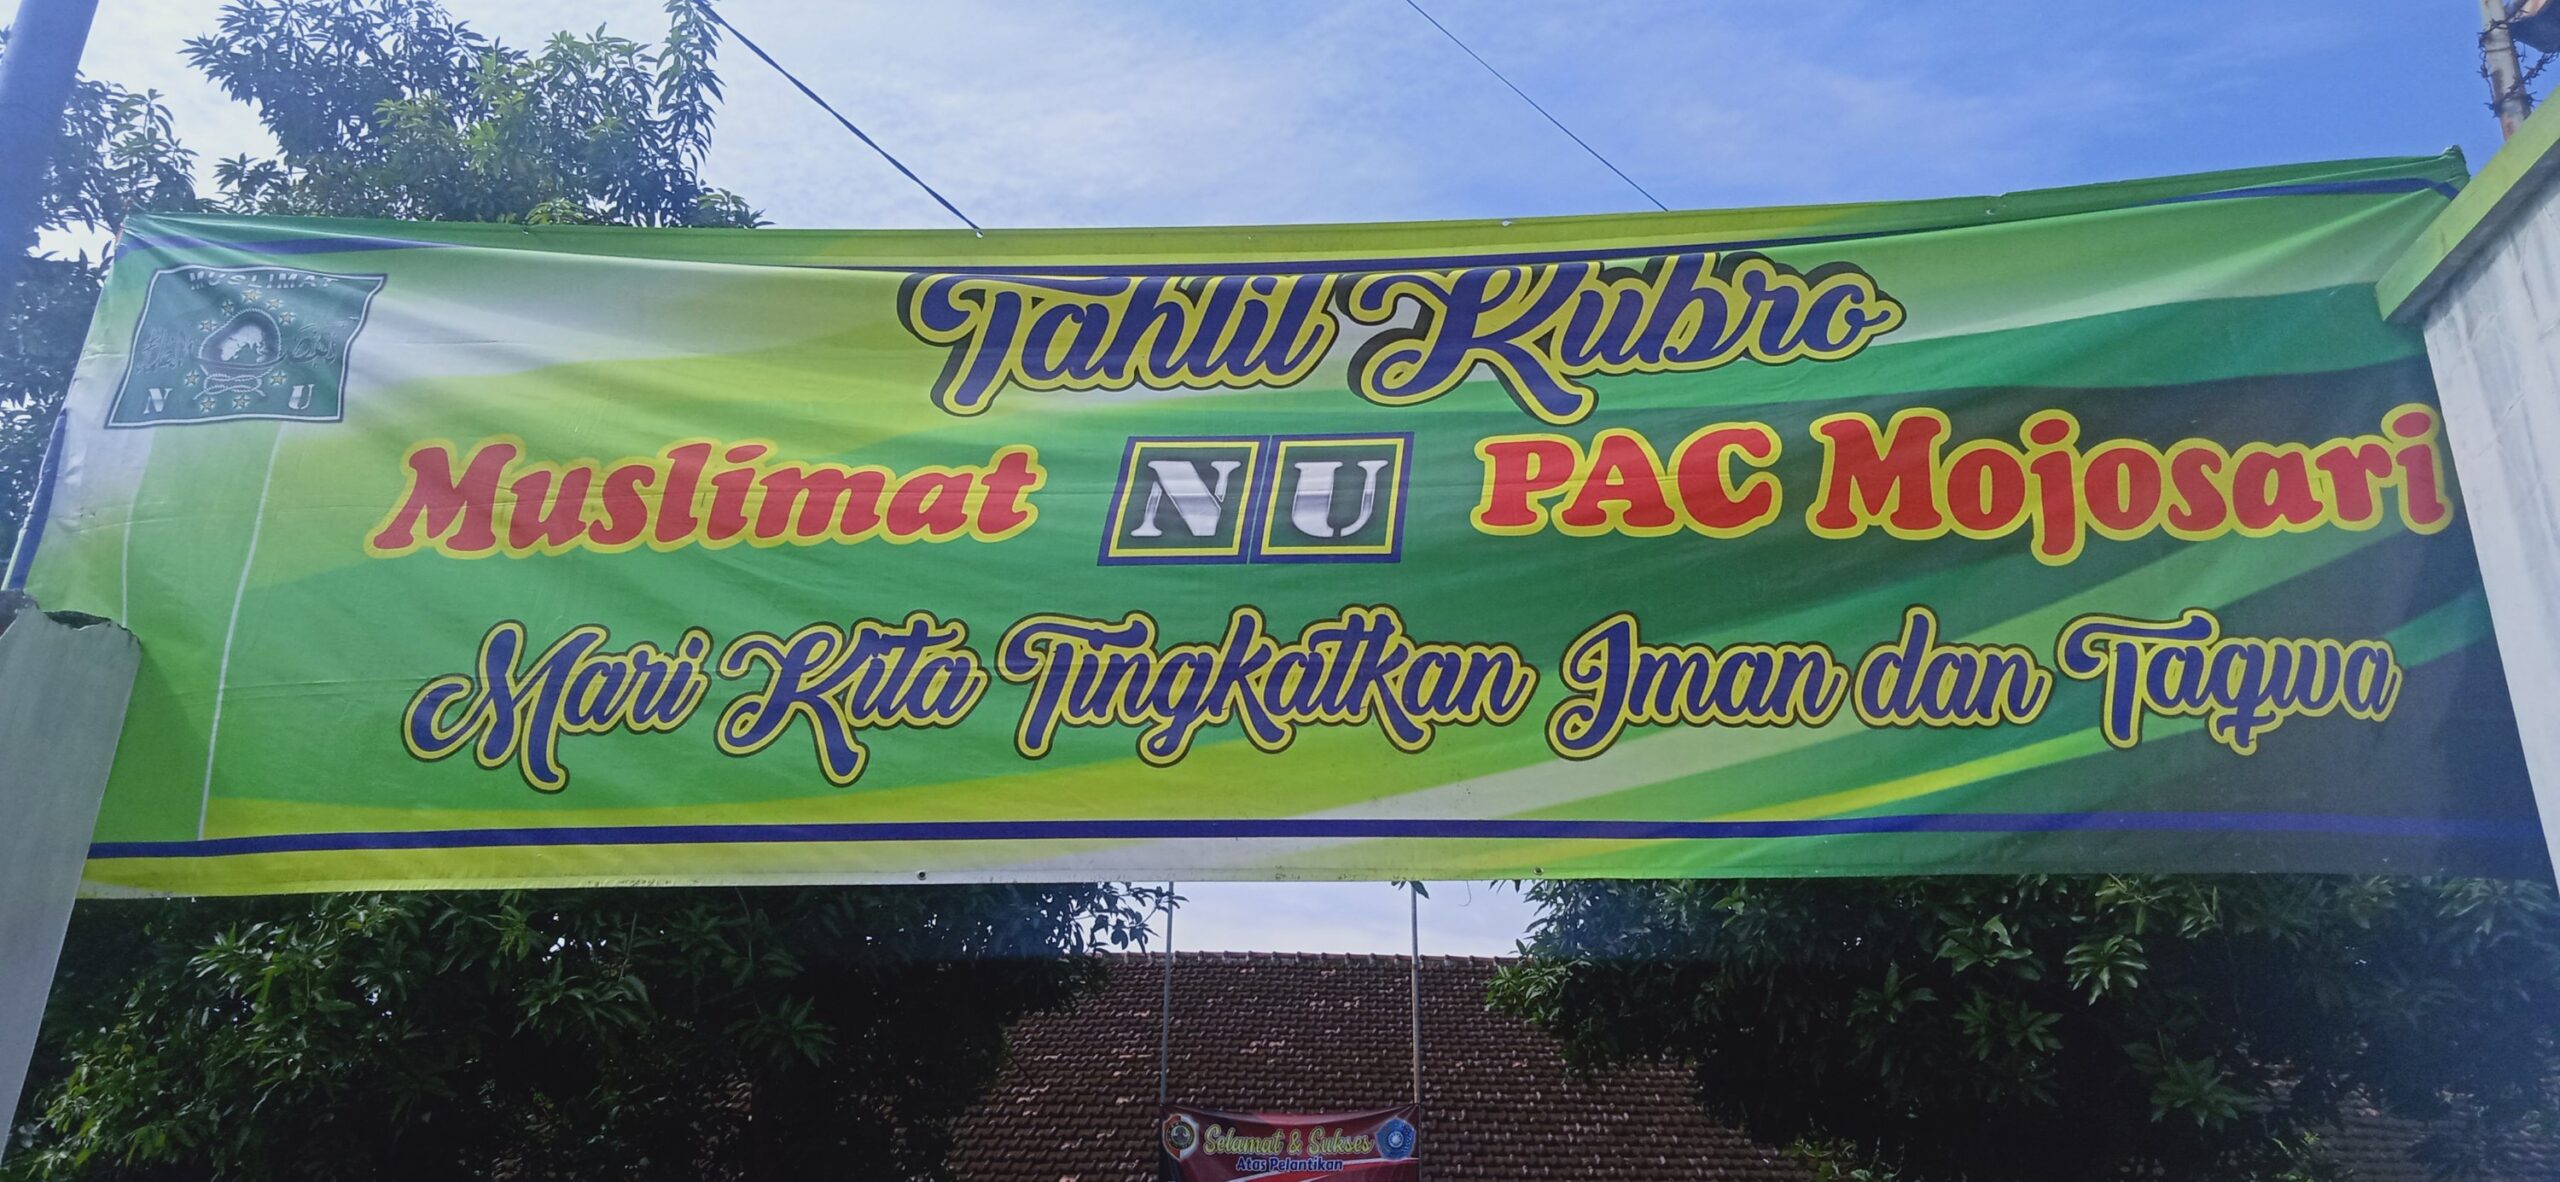 Tahlil Kubro
MUSLIMAT
N U
Muslimat NU PAC Mojosari
Mari Kita Tingkatkan Iman dan Taqwa
Selamat & Sukses
Atas Pelantikan